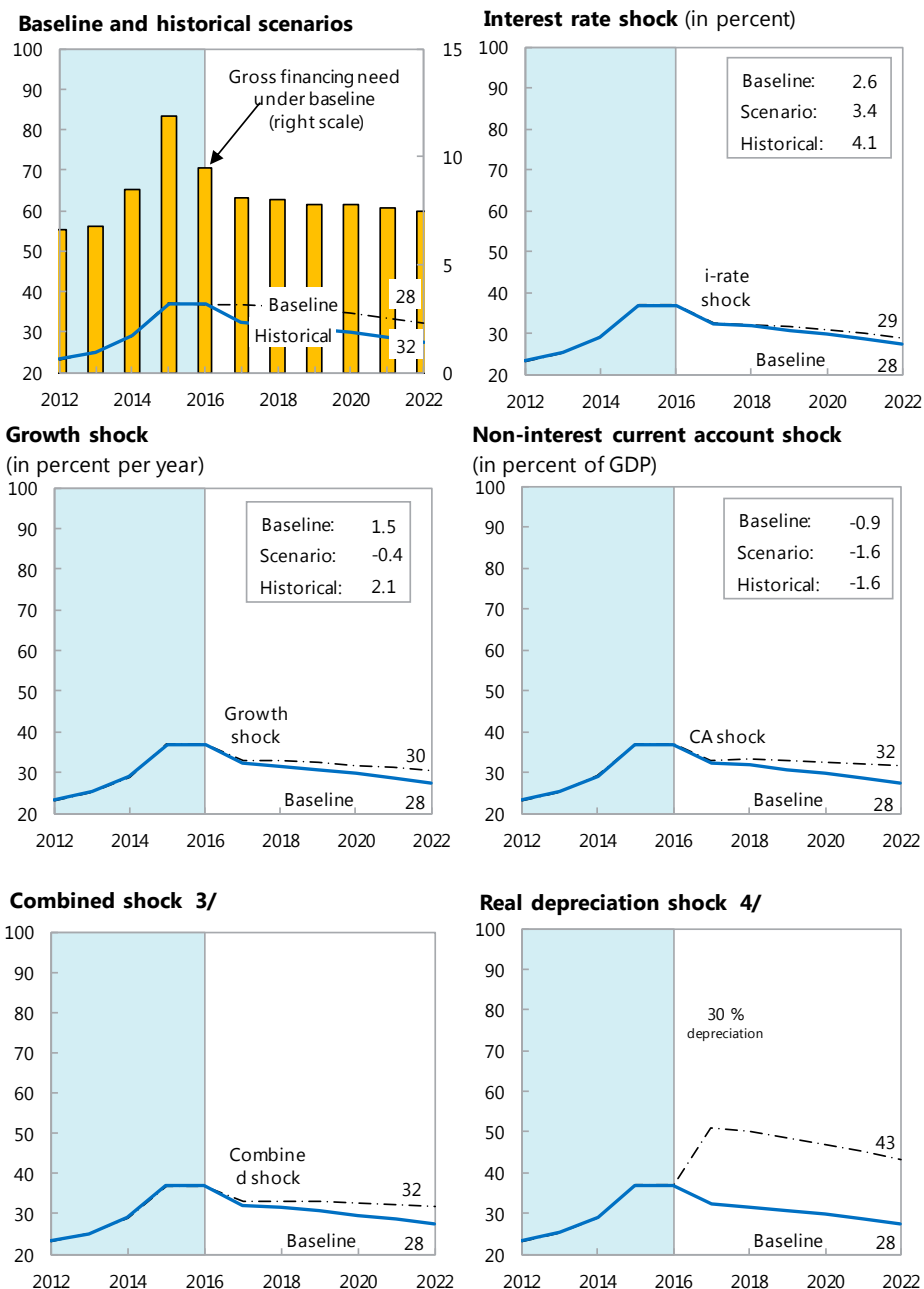 Baseline and historical scenarios
100
90
80
70
60
50
40
30
20
15
10
5
0
Gross financing need
under baseline
(right scale)
Baseline
Historical
28
32
2012 2014 2016 2018 2020 2022
Interest rate shock (in percent)
100
90
80
70
60
50
40
30
20
Baseline: 2.6
Scenario: 3.4
Historical: 4.1
i-rate
shock
29
Baseline
28
2012 2014 2016 2018 2020 2022
Growth shock
(in percent per year)
100
90
80
70
60
50
40
30
20
Baseline: 1.5
Scenario: -0.4
Historical: 2.1
Growth
shock
30
Baseline
28
2012 2014 2016 2018 2020 2022
Non-interest current account shock
(in percent of GDP)
100
90
80
70
60
50
40
30
20
Baseline: -0.9
Scenario: -1.6
Historical: -1.6
CA shock
32
Baseline
28
2012 2014 2016 2018 2020 2022
Combined shock 3/
100
90
80
70
60
50
40
30
20
Combine
d shock
32
Baseline
28
2012 2014 2016 2018 2020 2022
Real depreciation shock 4/
100
90
80
70
60
50
40
30
20
30 %
depreciation
43
Baseline
28
2012 2014 2016 2018 2020 2022